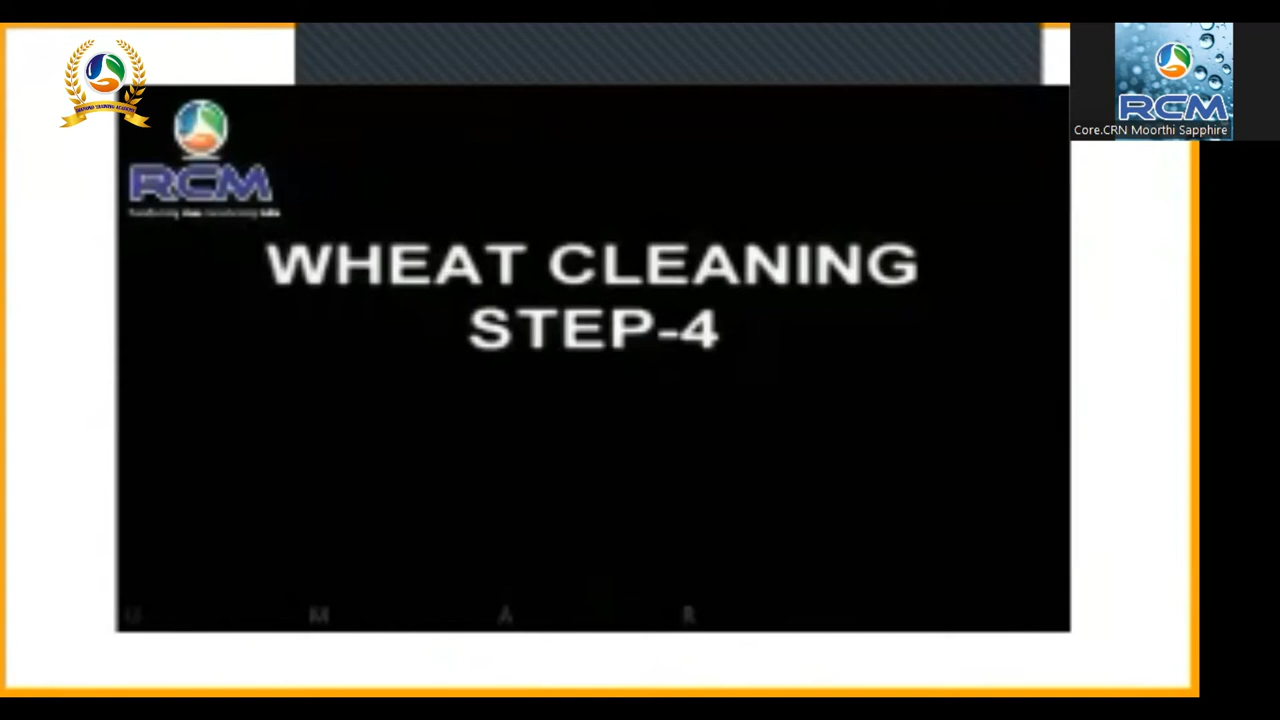 RCM
Core.CRN Moorthi Sapphire
RCM
WHEAT CLEANING
STEP-4
M A R